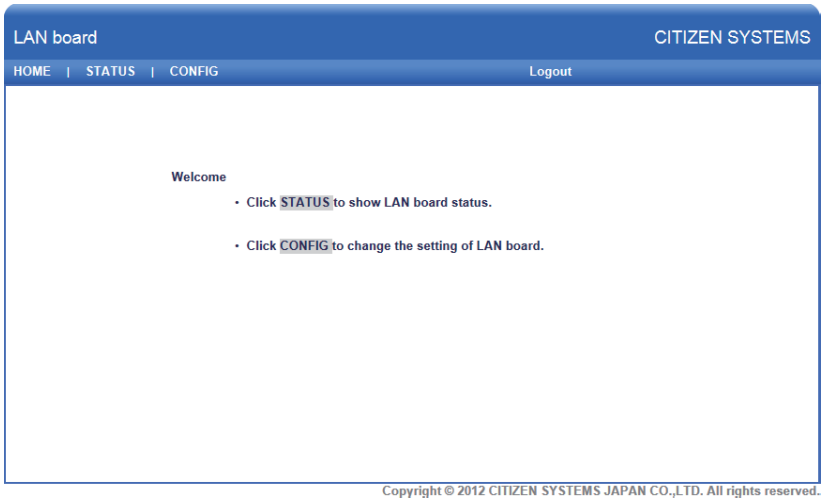 LAN board CITIZEN SYSTEMS
HOME | STATUS | CONFIG Logout
Welcome
• Click STATUS to show LAN board status.
• Click CONFIG to change the setting of LAN board.
Copyright © 2012 CITIZEN SYSTEMS JAPAN CO.,LTD. All rights reserved.